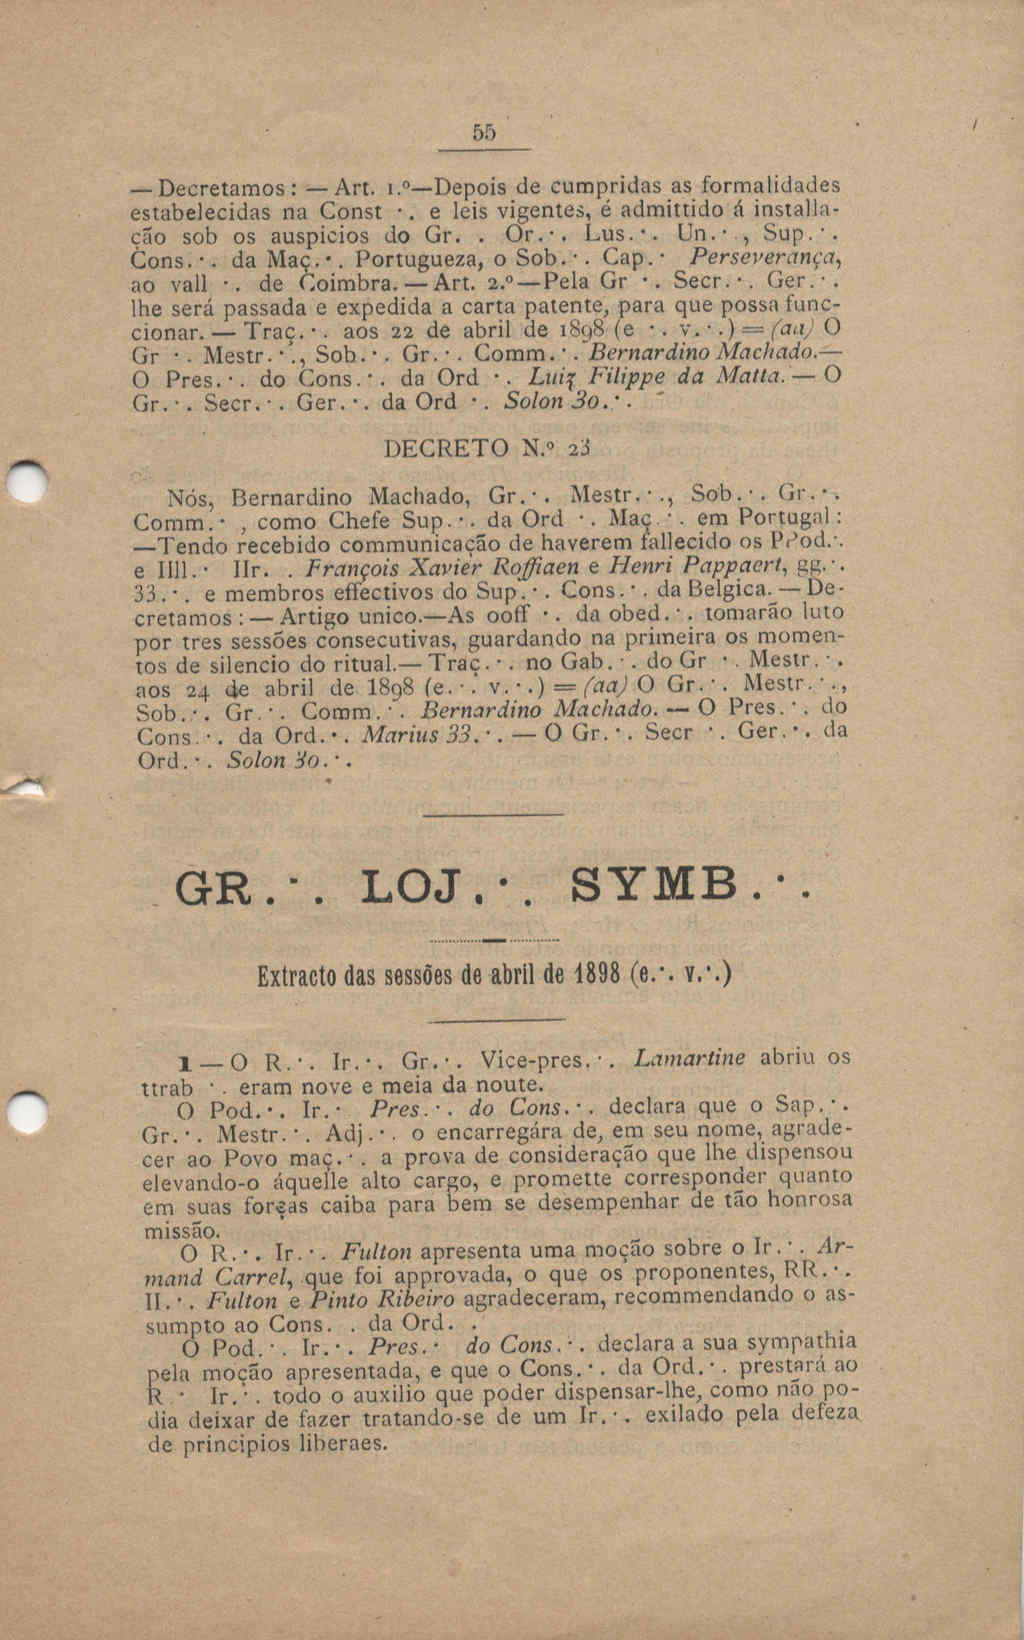 55
— Decretamos: — Art. 1.º—Depois de cumpridas as formalidades
estabelecidas na Const ·. e leis vigentes, é admittido á installa-
ção sob os auspicios do Gr. . Or.·. Lus.·. Un.·., Sup.·.
Cons.·. da Maç.·. Portugueza, o Sob.·. Cap.· Perseverança,
ao vall ·. de Coimbra. — Art. 2.º—Pela Gr ·. Secr.·. Ger.·.
lhe será passada e expedida a carta patente, para que possa func-
cionar. — Traç.·. aos 22 de abril de 1898 (e ·. v.·.) = (aa) O
Gr ·. Mestr.·., Sob.·. Gr.·. Comm.·. Bernardino Machado.—
O Pres.·. do Cons.·. da Ord ·. Luiz Filippe da Matta. — O
Gr.·. Secr.·. Ger.·. da Ord ·. Solon 30.·.
DECRETO N.º 23
Nós, Bernardino Machado, Gr.·. Mestr.·., Sob.·. Gr.·.
Comm.· , como Chefe Sup.·. da Ord ·. Maç.·. em Portugal:
—Tendo recebido communicação de haverem fallecido os PPod.·.
e IIll.· IIr. . François Xavier Roffiaen e Henri Pappaert, gg.·.
33.·. e membros effectivos do Sup.·. Cons.·. da Belgica. — De-
cretamos: — Artigo unico.—As ooff ·. da obed.·. tomarão luto
por tres sessões consecutivas, guardando na primeira os momen-
tos de silencio do ritual.— Traç.·. no Gab.·. do Gr ·. Mestr.·.
aos 24 de abril de 1898 (e.·. v.·.) = (aa) O Gr.·. Mestr.·.,
Sob.·. Gr.·. Comm.·. Bernardino Machado. — O Pres.·. do
Cons.·. da Ord.·. Marius 33.·. — O Gr.·. Secr ·. Ger.·. da
Ord.·. Solon 30.·.
GR.·. LOJ.·. SYMB.·.
Extracto das sessões de abril de 1898 (e.·. v.·.)
1 — O R.·. Ir.·. Gr.·. Vice-pres.·. Lamartine abriu os
ttrab ·. eram nove e meia da noute.
O Pod.·. Ir.· Pres.·. do Cons.·. declara que o Sap.·.
Gr.·. Mestr.·. Adj.·. o encarregára de, em seu nome, agrade-
cer ao Povo maç.·. a prova de consideração que lhe dispensou
elevando-o áquelle alto cargo, e promette corresponder quanto
em suas forças caiba para bem se desempenhar de tão honrosa
missão.
O R.·. Ir.·. Fulton apresenta uma moção sobre o Ir.·. Ar-
mand Carrel, que foi approvada, o que os proponentes, RR.·.
II.·. Fulton e Pinto Ribeiro agradeceram, recommendando o as-
sumpto ao Cons. . da Ord. .
O Pod.·. Ir.·. Pres.· do Cons.·. declara a sua sympathia
pela moção apresentada, e que o Cons.·. da Ord.·. prestará ao
R.· Ir.·. todo o auxilio que poder dispensar-lhe, como não po-
dia deixar de fazer tratando-se de um Ir.·. exilado pela defeza
de principios liberaes.